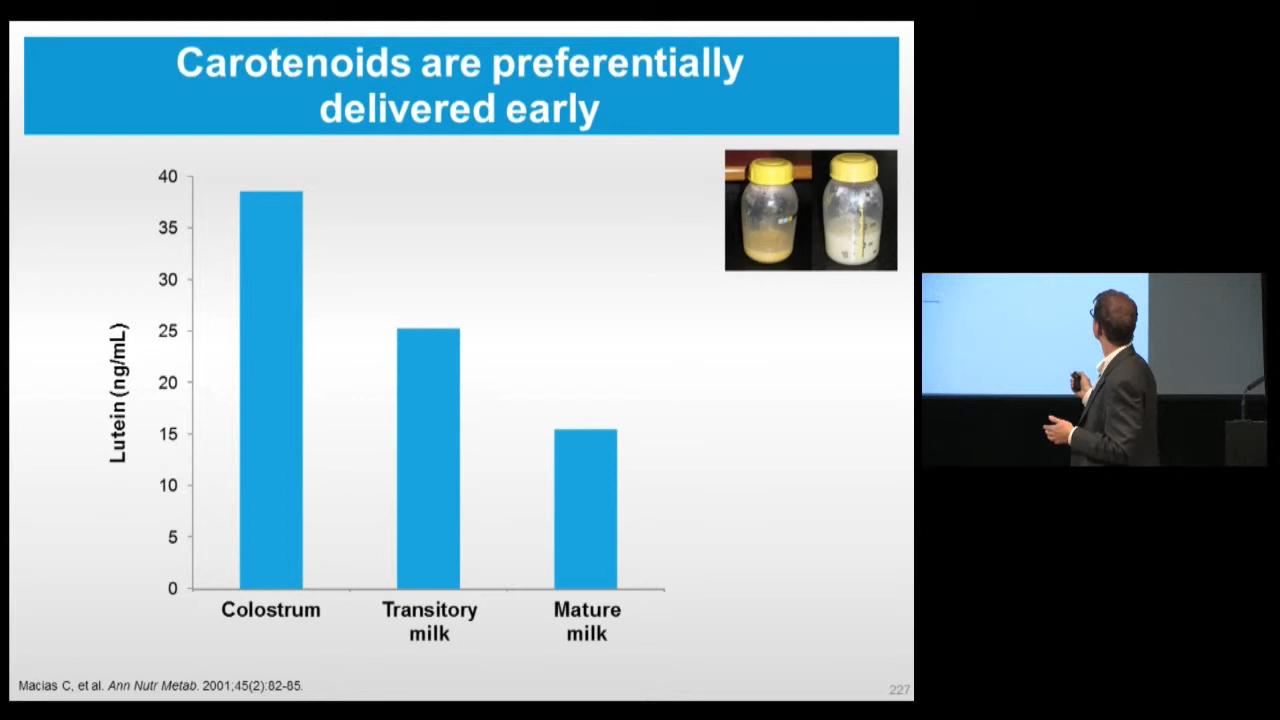 Carotenoids are preferentially
delivered early
40
35
30
25
20
15
10
5
0
Lutein (ng/mL)
Colostrum
Transitory
milk
Mature
milk
Macias C, et al. Ann Nutr Metab. 2001;45(2):82-85.
227